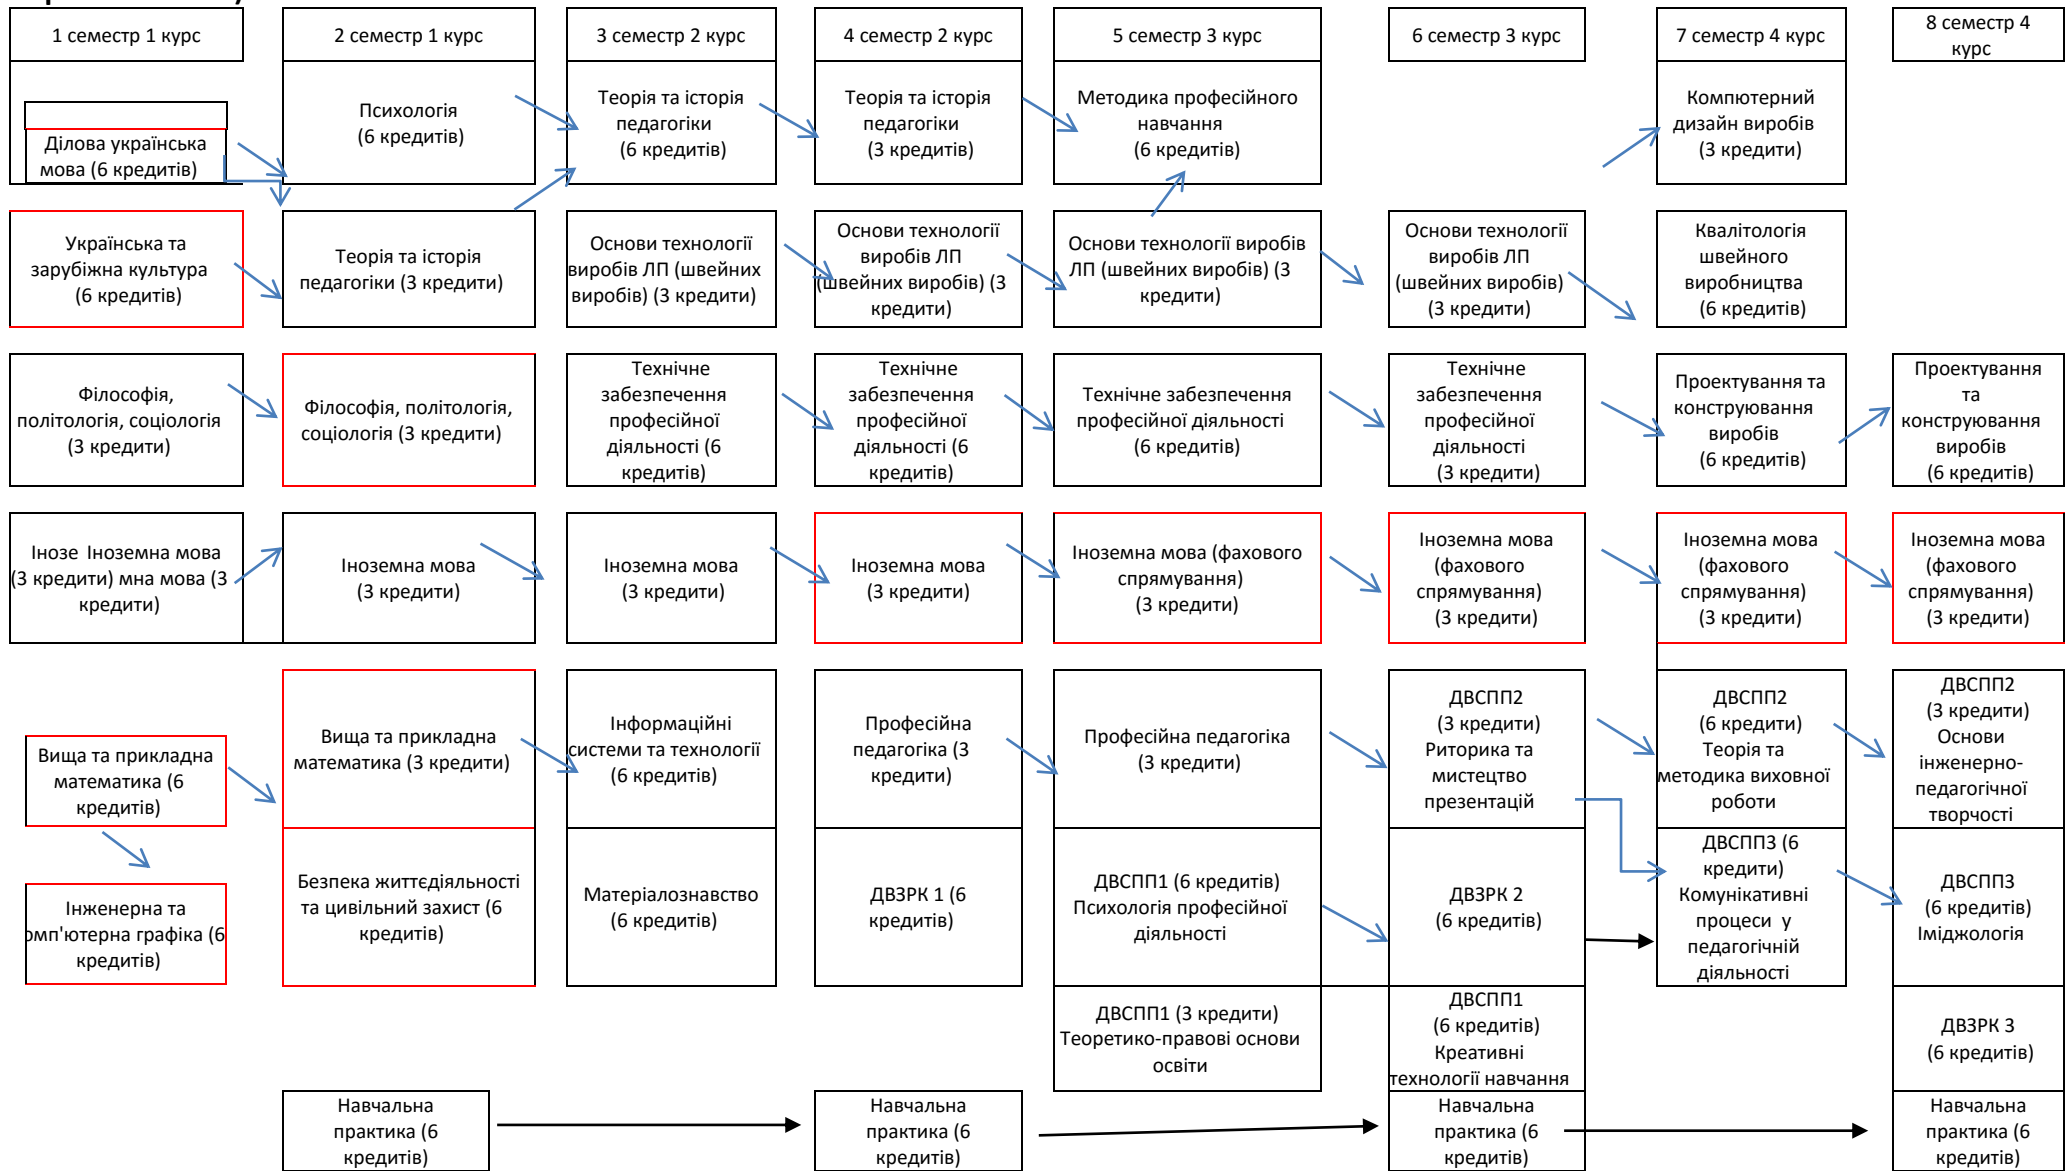 1 семестр 1 курс
2 семестр 1 курс
3 семестр 2 курс
4 семестр 2 курс
5 семестр 3 курс
6 семестр 3 курс
7 семестр 4 курс
8 семестр 4
курс
Ділова українська
мова (6 кредитів)
Психологія
(6 кредитів)
Теорія та історія
педагогіки
(6 кредитів)
Теорія та історія
педагогіки
(3 кредитів)
Методика професійного
навчання
(6 кредитів)
Компютерний
дизайн виробів
(3 кредити)
Українська та
зарубіжна культура
(6 кредитів)
Теорія та історія
педагогіки (3 кредити)
Основи технології
виробів ЛП (швейних
виробів) (3 кредити)
Основи технології
виробів ЛП
(швейних виробів) (3
кредити)
Основи технології виробів
ЛП (швейних виробів) (3
кредити)
Основи технології
виробів ЛП
(швейних виробів)
(3 кредити)
Квалітологія
швейного
виробництва
(6 кредитів)
Філософія,
політологія, соціологія
(3 кредити)
Філософія, політологія,
соціологія (3 кредити)
Технічне
забезпечення
професійної
діяльності (6
кредитів)
Технічне
забезпечення
професійної
діяльності (6
кредитів)
Технічне забезпечення
професійної діяльності
(6 кредитів)
Технічне
забезпечення
професійної
діяльності
(3 кредити)
Проектування та
конструювання
виробів
(6 кредитів)
Проектування
та
конструювання
виробів
(6 кредитів)
Інозе Іноземна мова
(3 кредити) мна мова (3
кредити)
Іноземна мова
(3 кредити)
Іноземна мова
(3 кредити)
Іноземна мова
(3 кредити)
Іноземна мова (фахового
спрямування)
(3 кредити)
Іноземна мова
(фахового
спрямування)
(3 кредити)
Іноземна мова
(фахового
спрямування)
(3 кредити)
Іноземна мова
(фахового
спрямування)
(3 кредити)
Вища та прикладна
математика (6
кредитів)
Вища та прикладна
математика (3 кредити)
Інформаційні
системи та технології
(6 кредитів)
Професійна
педагогіка (3
кредити)
Професійна педагогіка
(3 кредити)
ДВСПП2
(3 кредити)
Риторика та
мистецтво
презентацій
ДВСПП2
(6 кредити)
Теорія та
методика виховної
роботи
ДВСПП2
(3 кредити)
Основи
інженерно-
педагогічної
творчості
Інженерна та
омп'ютерна графіка (6
кредитів)
Безпека життєдіяльності
та цивільний захист (6
кредитів)
Матеріалознавство
(6 кредитів)
ДВЗРК 1 (6
кредитів)
ДВСПП1 (6 кредитів)
Психологія професійної
діяльності
ДВЗРК 2
(6 кредитів)
ДВСПП3 (6
кредити)
Комунікативні
процеси у
педагогічній
діяльності
ДВСПП3
(6 кредитів)
Іміджологія
ДВСПП1 (3 кредити)
Теоретико-правові основи
освіти
ДВСПП1
(6 кредитів)
Креативні
технології навчання
ДВЗРК 3
(6 кредитів)
Навчальна
практика (6
кредитів)
Навчальна
практика (6
кредитів)
Навчальна
практика (6
кредитів)
Навчальна
практика (6
кредитів)